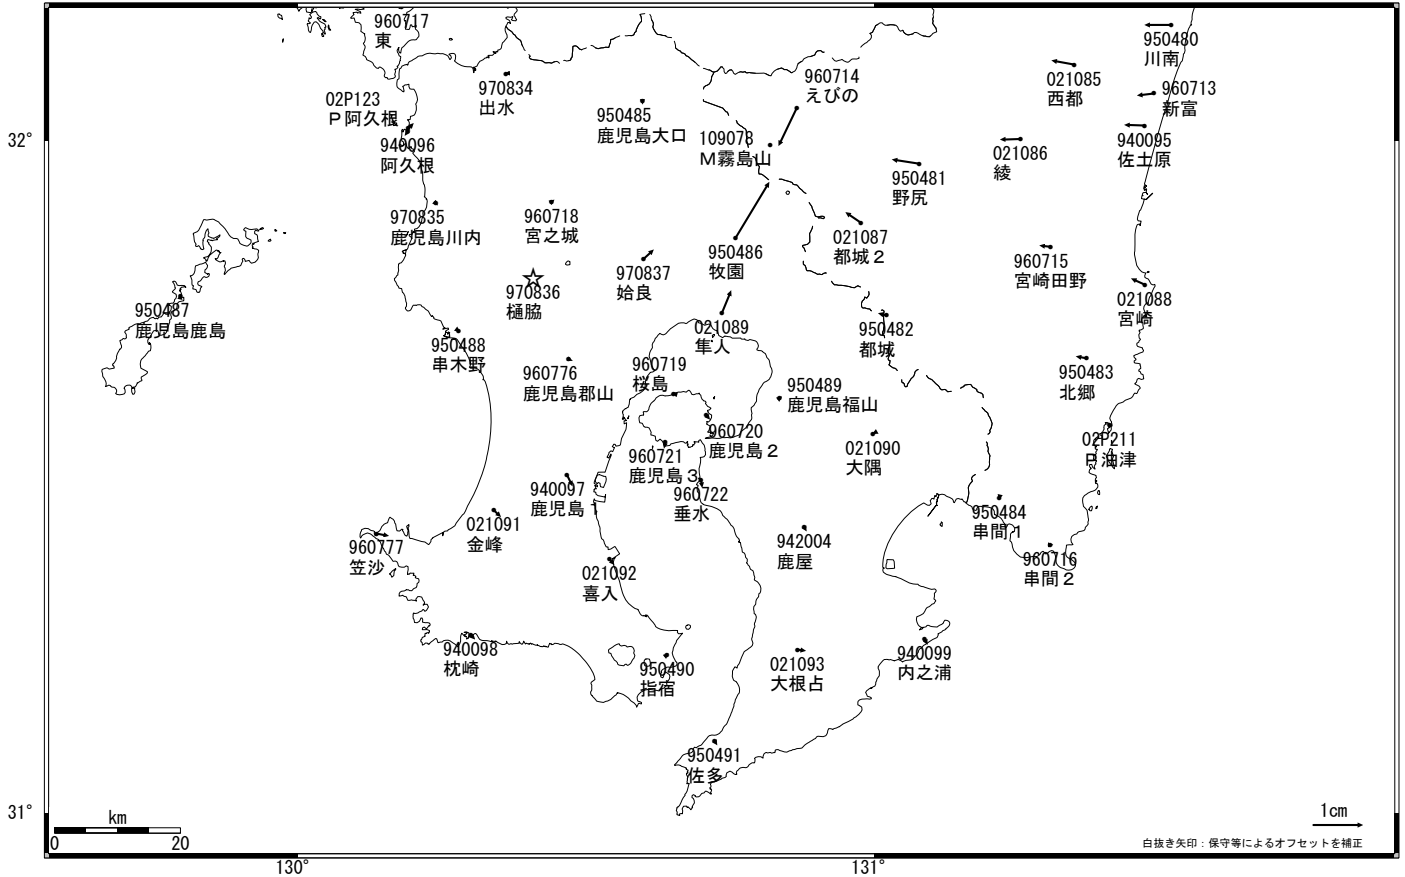 960717
東
950480
川南
970834
出水
960714
えびの
021085
西都
960713
新富
02P123
Ｐ阿久根
950485
鹿児島大口
32°
940096
阿久根
109078
Ｍ霧島山
021086
綾
940095
佐土原
950481
野尻
970835
鹿児島川内
960718
宮之城
021087
都城２
950486
牧園
960715
宮崎田野
970837
姶良
970836
樋脇
021088
宮崎
950487
鹿児島鹿島
021089
隼人
950482
都城
950488
串木野
960719
桜島
960776
鹿児島郡山
950483
北郷
950489
鹿児島福山
960720
鹿児島２
021090
大隅
02P211
Ｐ油津
960721
鹿児島３
940097
鹿児島１
960722
垂水
950484
串間１
021091
金峰
942004
鹿屋
960777
笠沙
960716
串間２
021092
喜入
940098
枕崎
940099
内之浦
950490
指宿
021093
大根占
950491
佐多
31°
km
0
20
1cm
白抜き矢印：保守等によるオフセットを補正
130°
131°